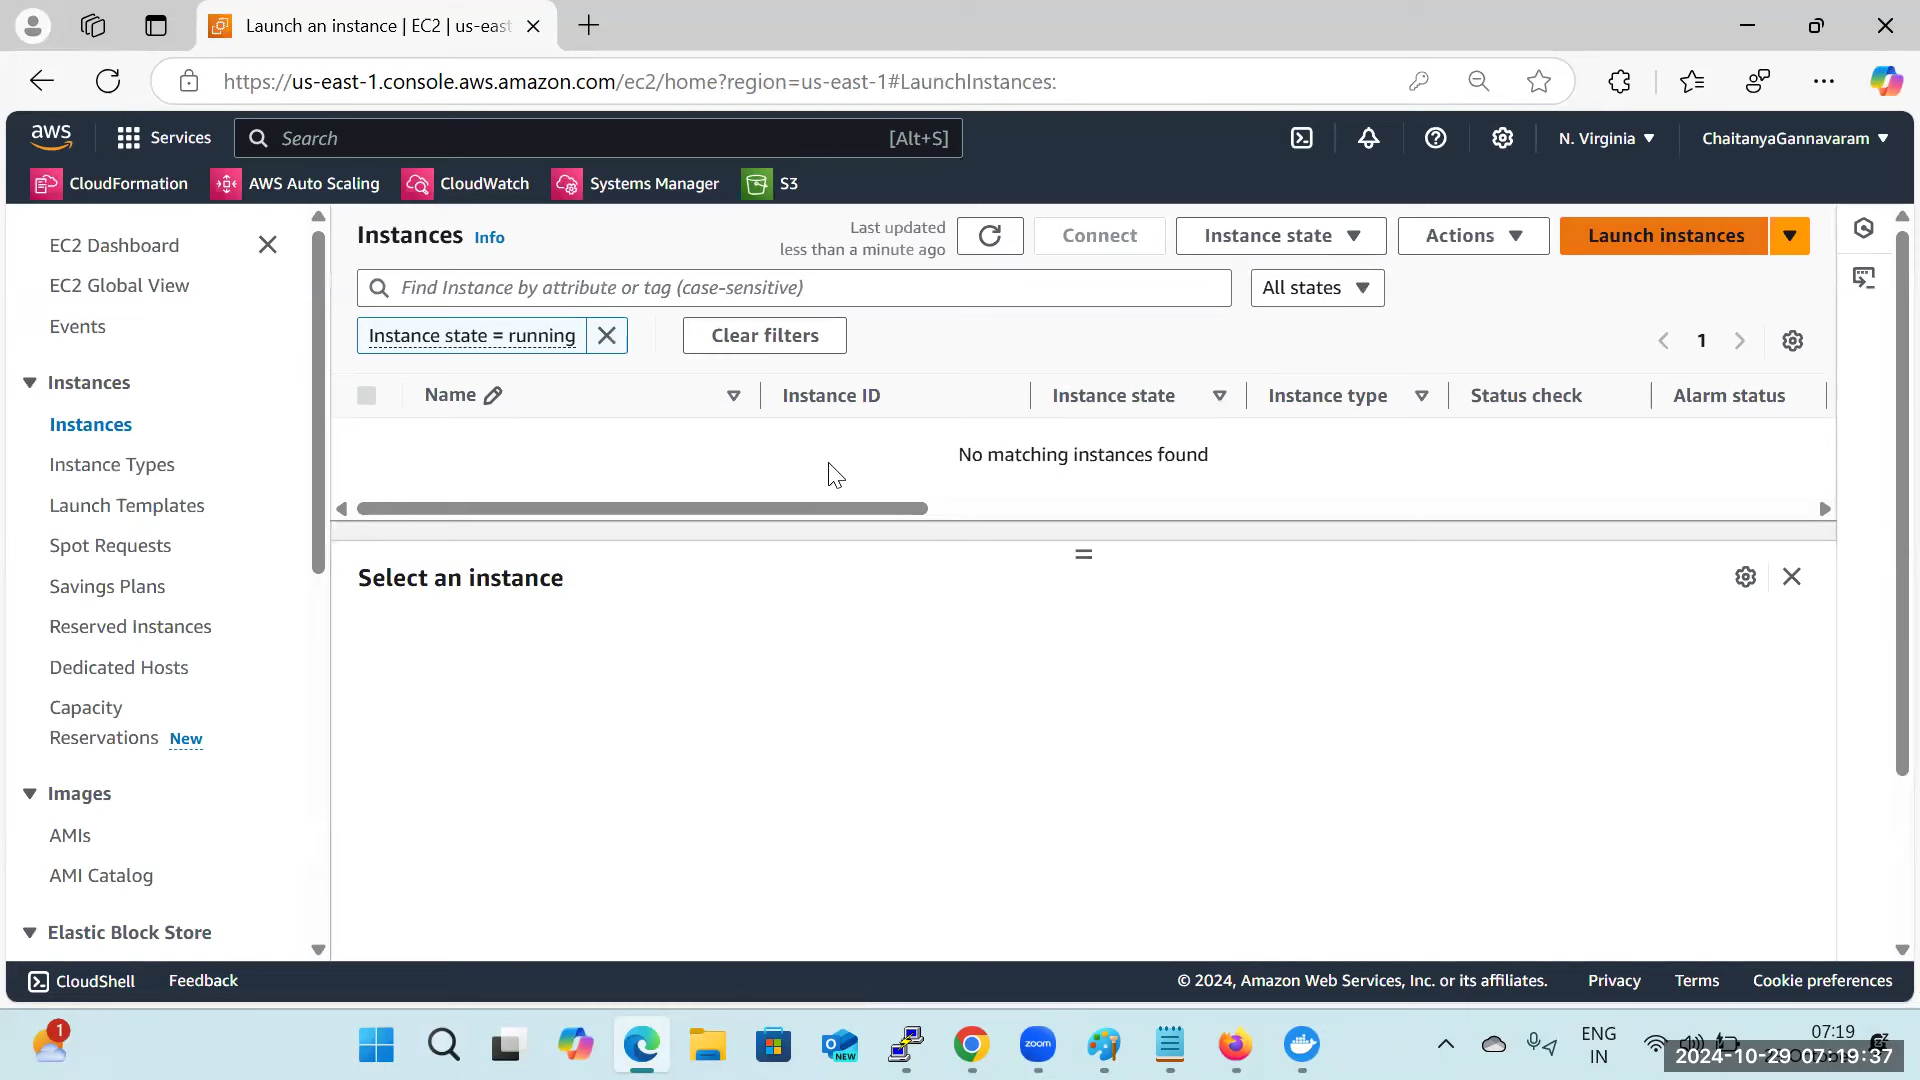 Launch an instance | EC2 | us-east
https://us-east-1.console.aws.amazon.com/ec2/home?region=us-east-1#LaunchInstances:
aws
Services
Search
[Alt+S]
N. Virginia
ChaitanyaGannavaram
CloudFormation
AWS Auto Scaling
CloudWatch
Systems Manager
S3
EC2 Dashboard
EC2 Global View
Events
Instances
Instances
Instance Types
Launch Templates
Spot Requests
Savings Plans
Reserved Instances
Dedicated Hosts
Capacity
Reservations New
Images
AMIs
AMI Catalog
Elastic Block Store
Instances Info
Last updated
less than a minute ago
Connect
Instance state
Actions
Launch instances
Find Instance by attribute or tag (case-sensitive)
All states
Instance state = running
Clear filters
1
Name
Instance ID
Instance state
Instance type
Status check
Alarm status
No matching instances found
Select an instance
CloudShell
Feedback
© 2024, Amazon Web Services, Inc. or its affiliates.
Privacy
Terms
Cookie preferences
1
NEW
zoom
ENG
IN
07:19
2024-10-29 07:19:37